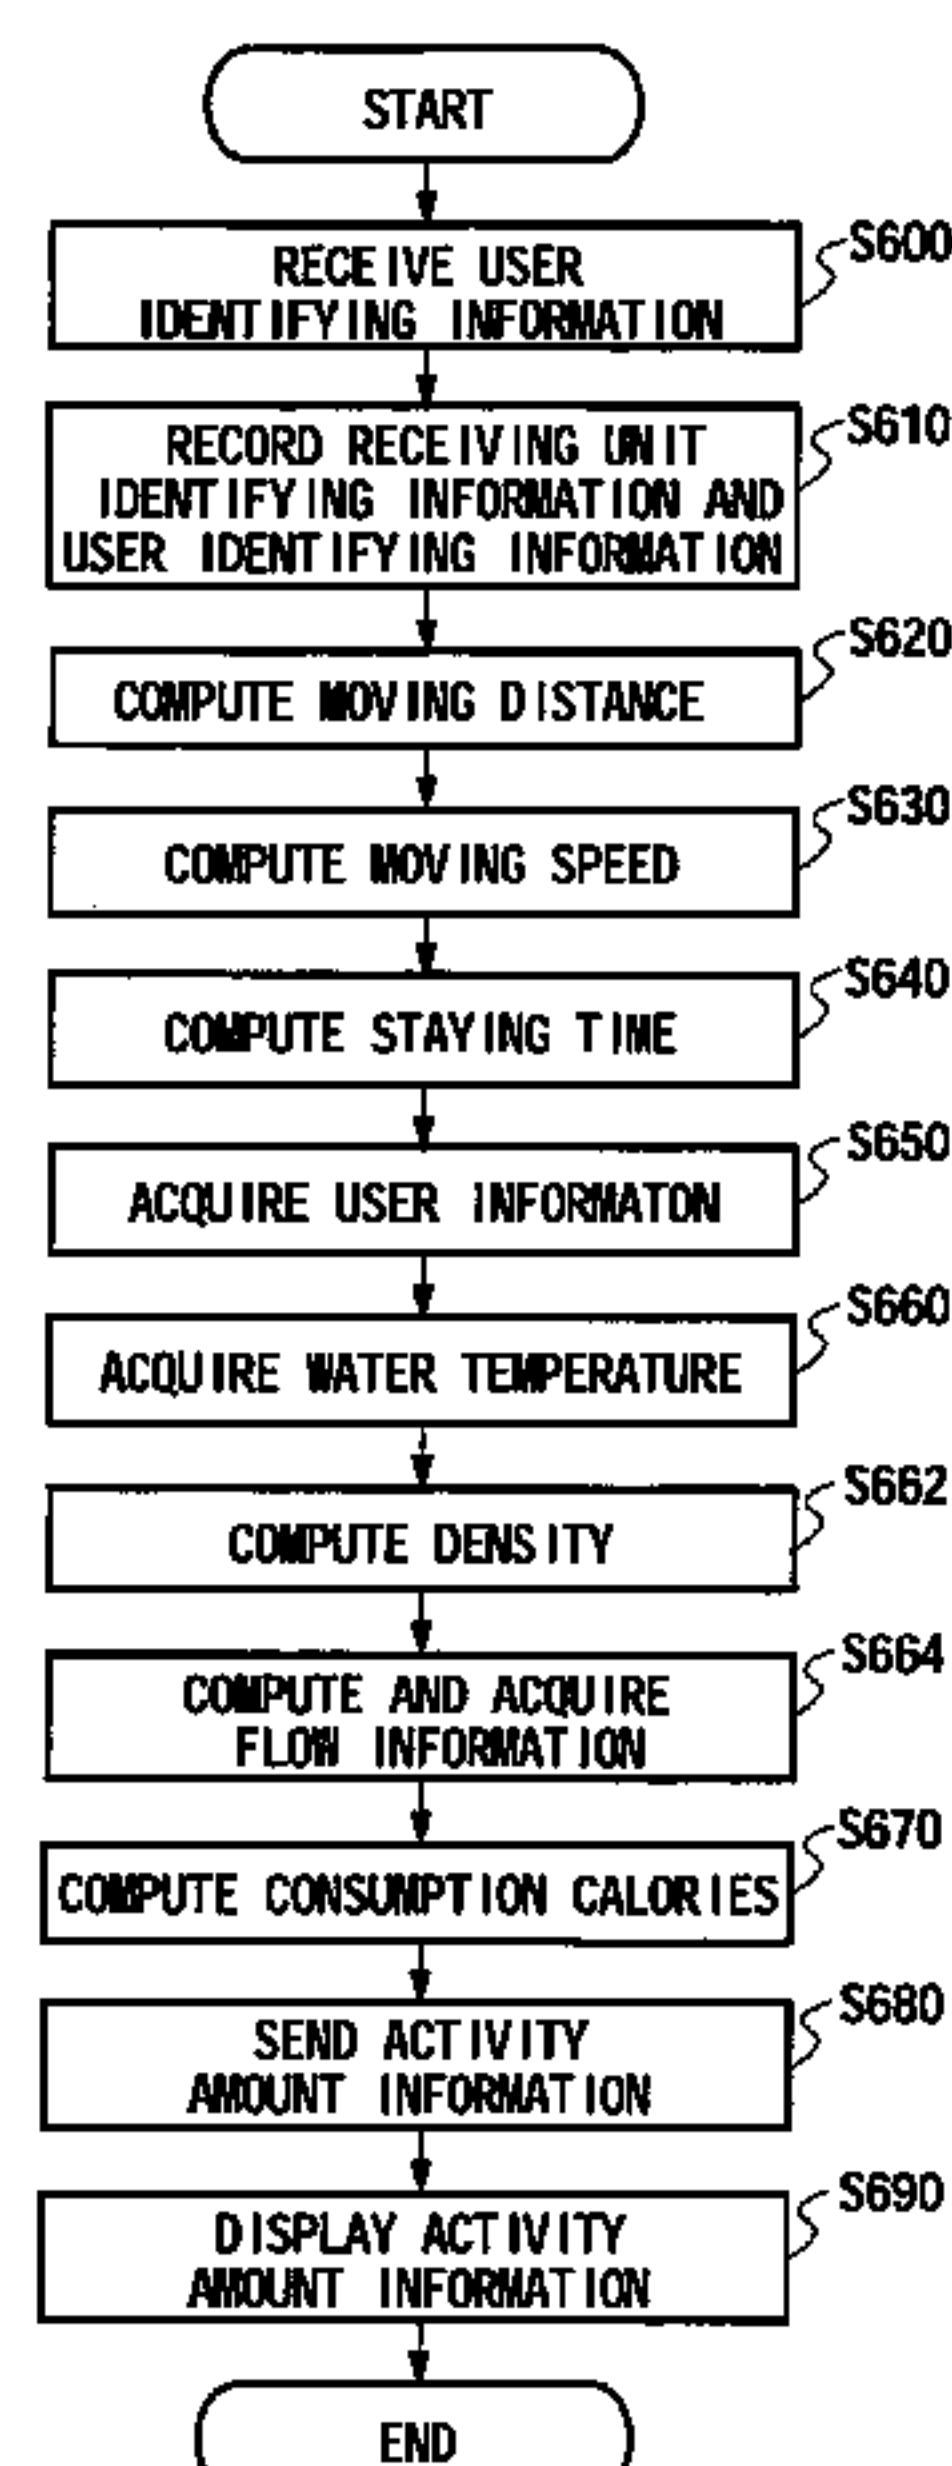 START
S600
RECEIVE USER
IDENTIFYING INFORMATION
S610
RECORD RECEIVING UNIT
IDENTIFYING INFORMATION AND
USER IDENTIFYING INFORMATION
S620
COMPUTE MOVING DISTANCE
S630
COMPUTE MOVING SPEED
S640
COMPUTE STAYING TIME
S650
ACQUIRE USER INFORMATON
S660
ACQUIRE WATER TEMPERATURE
S662
COMPUTE DENSITY
S664
COMPUTE AND ACQUIRE
FLOW INFORMATION
S670
COMPUTE CONSUMPTION CALORIES
S680
SEND ACTIVITY
AMOUNT INFORMATION
S690
DISPLAY ACTIVITY
AMOUNT INFORMATION
END